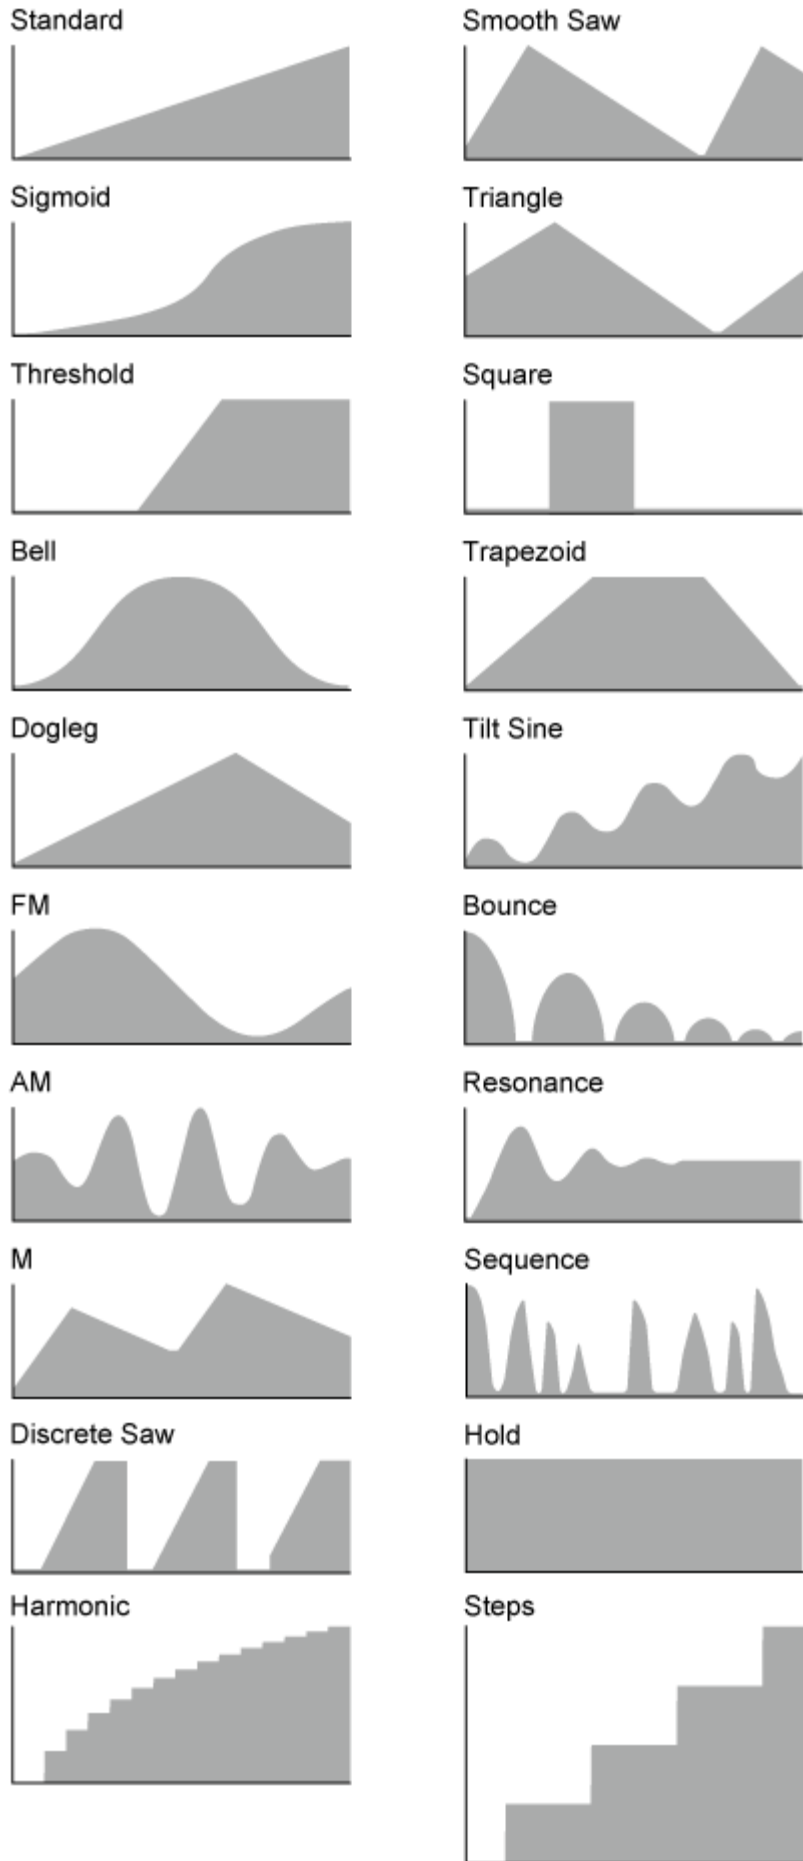 Standard
Smooth Saw
Sigmoid
Triangle
Threshold
Square
Bell
Trapezoid
Dogleg
Tilt Sine
FM
Bounce
AM
Resonance
M
Sequence
Discrete Saw
Hold
Harmonic
Steps